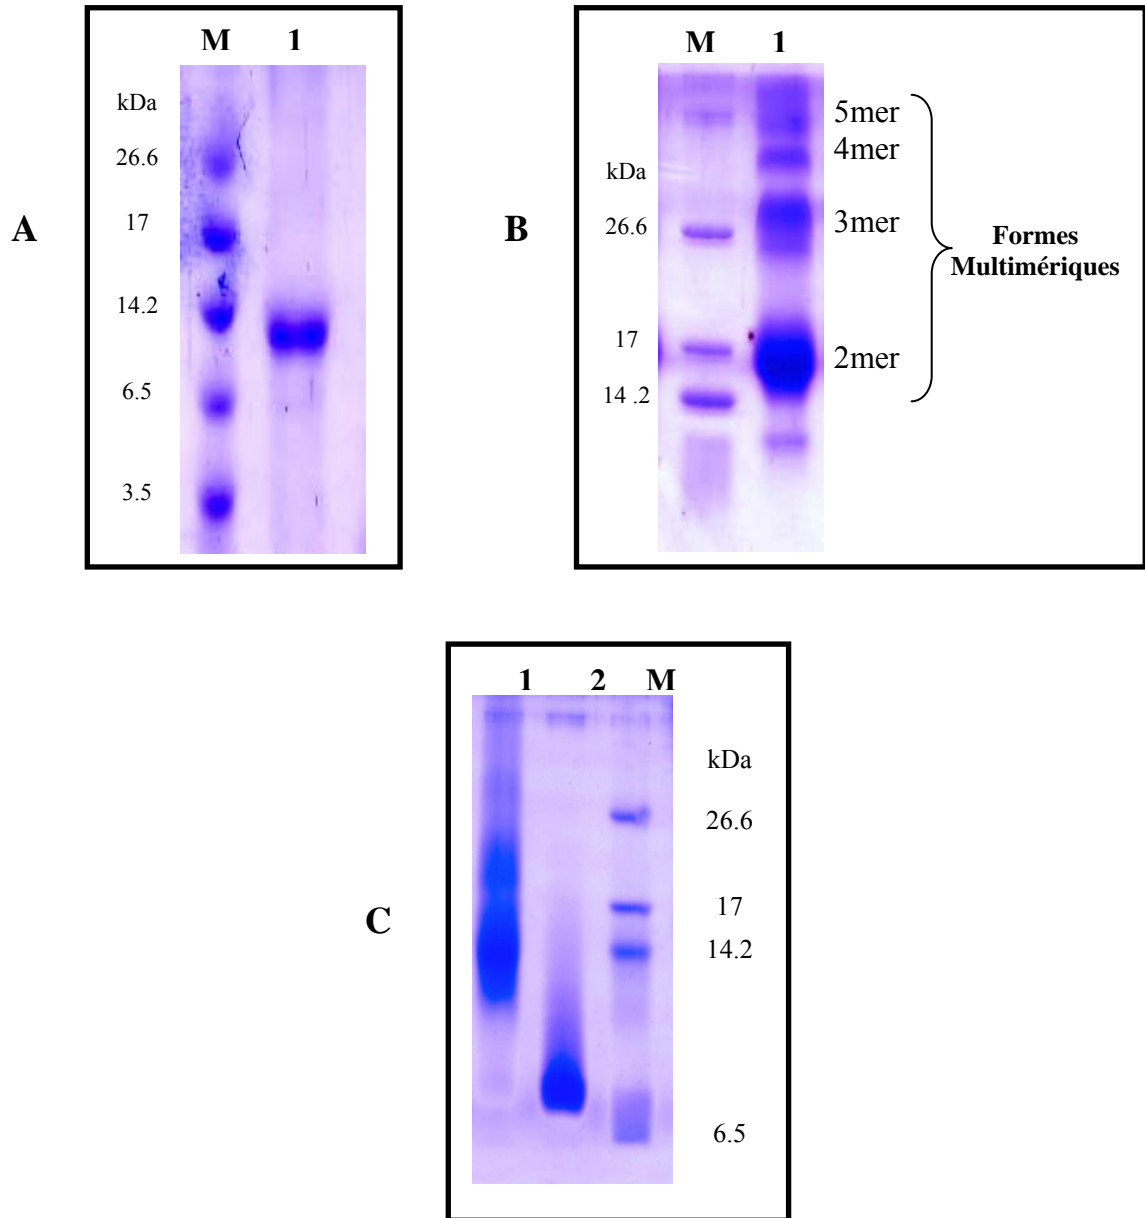 M 1
kDa
26.6
17
14.2
6.5
3.5
A
M 1
kDa
26.6
17
14 .2
5mer
4mer
3mer
2mer
Formes
Multimériques
B
1 2 M
kDa
26.6
17
14.2
6.5
C